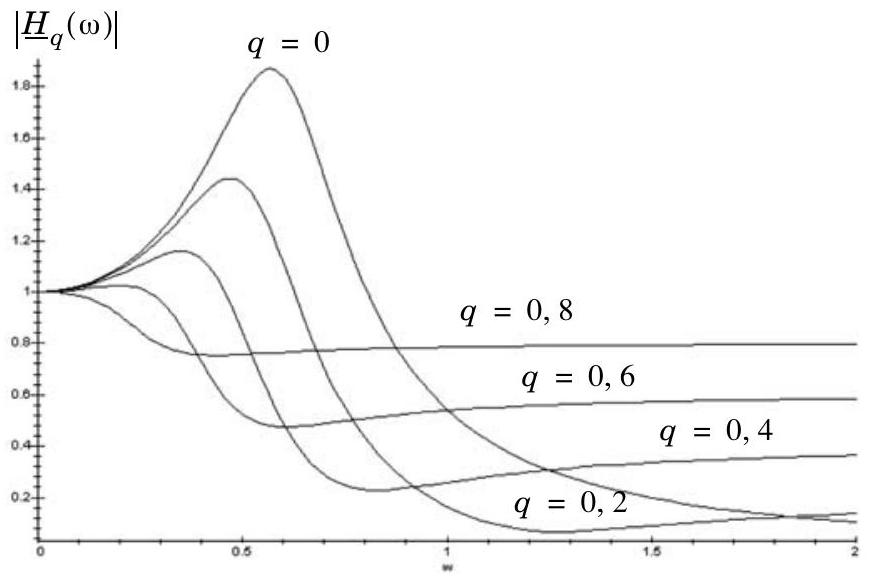 |H_q(ω)|
q = 0
1.8
1.6
1.4
1.2
1
q = 0, 8
0.8
q = 0, 6
0.6
q = 0, 4
0.4
q = 0, 2
0.2
0 0.5 1 1.5 2
w